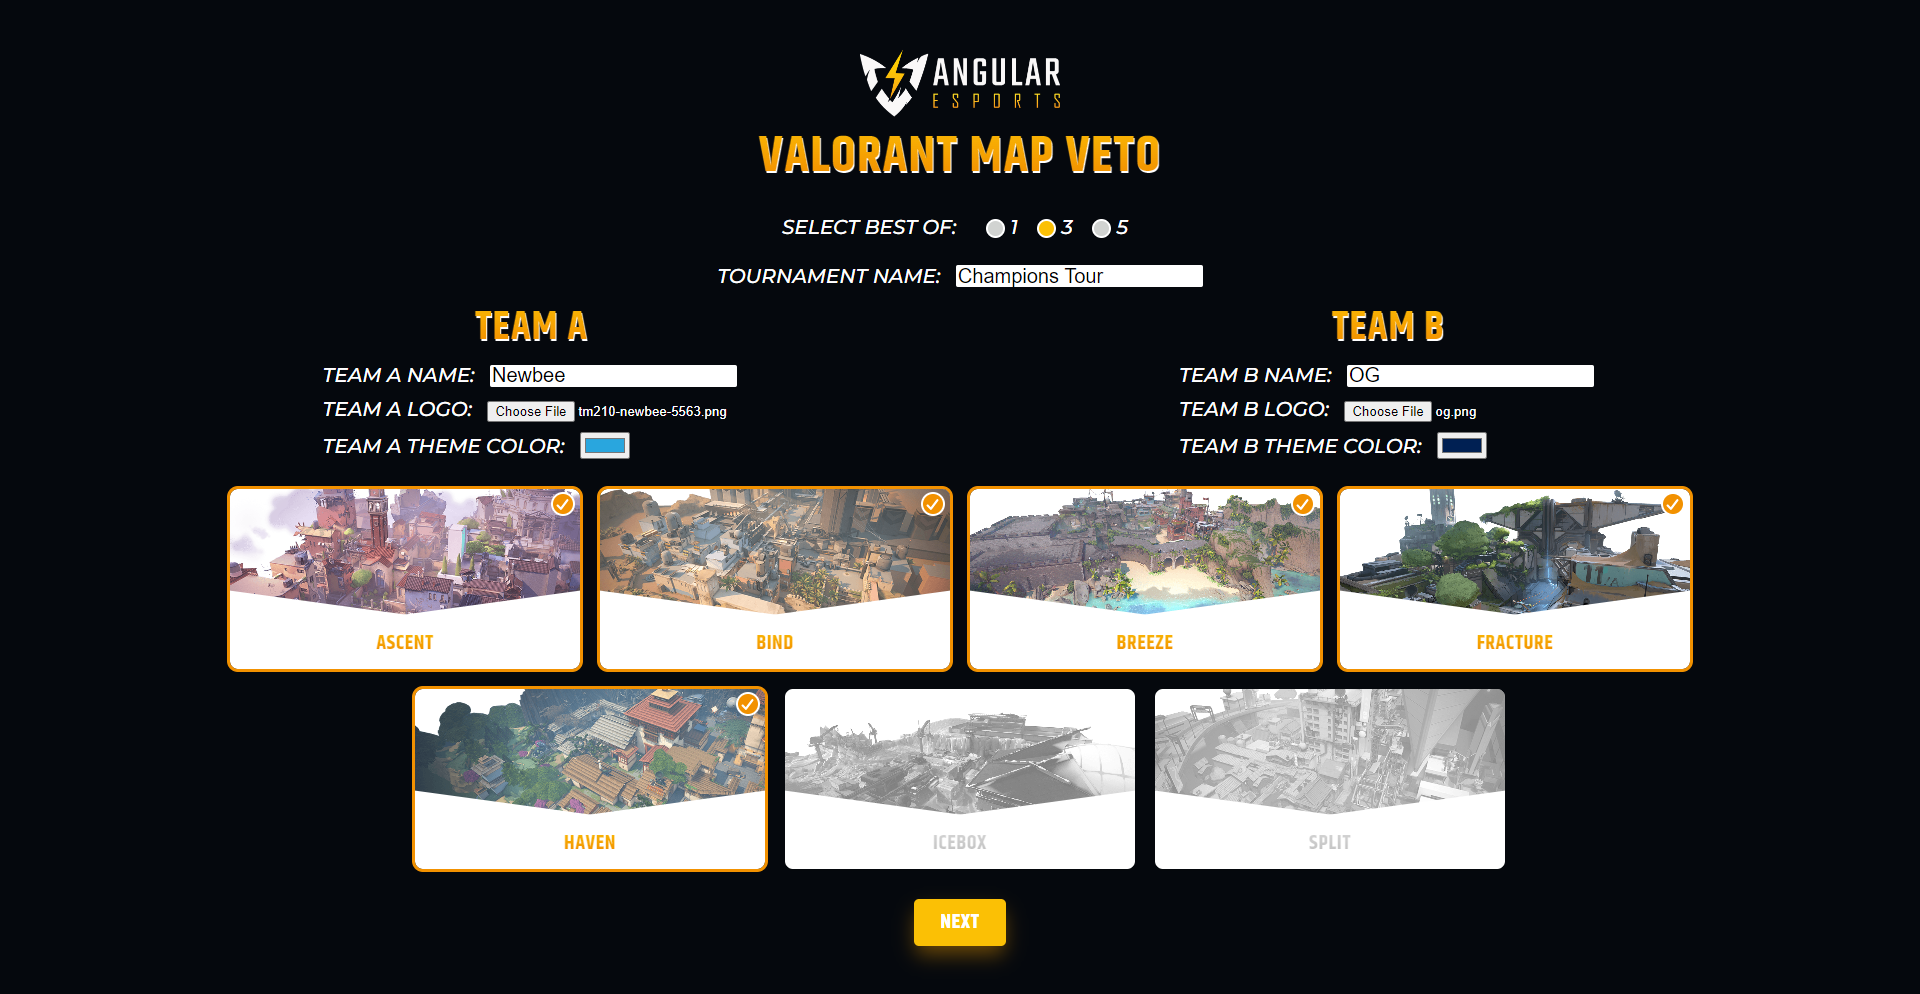 ANGULAR
ESPORTS
VALORANT MAP VETO
SELECT BEST OF: 1 3 5
TOURNAMENT NAME: Champions Tour
TEAM A
TEAM A NAME: Newbee
TEAM A LOGO: Choose File tm210-newbee-5563.png
TEAM A THEME COLOR:
TEAM B
TEAM B NAME: OG
TEAM B LOGO: Choose File og.png
TEAM B THEME COLOR:
ASCENT
BIND
BREEZE
FRACTURE
HAVEN
ICEBOX
SPLIT
NEXT